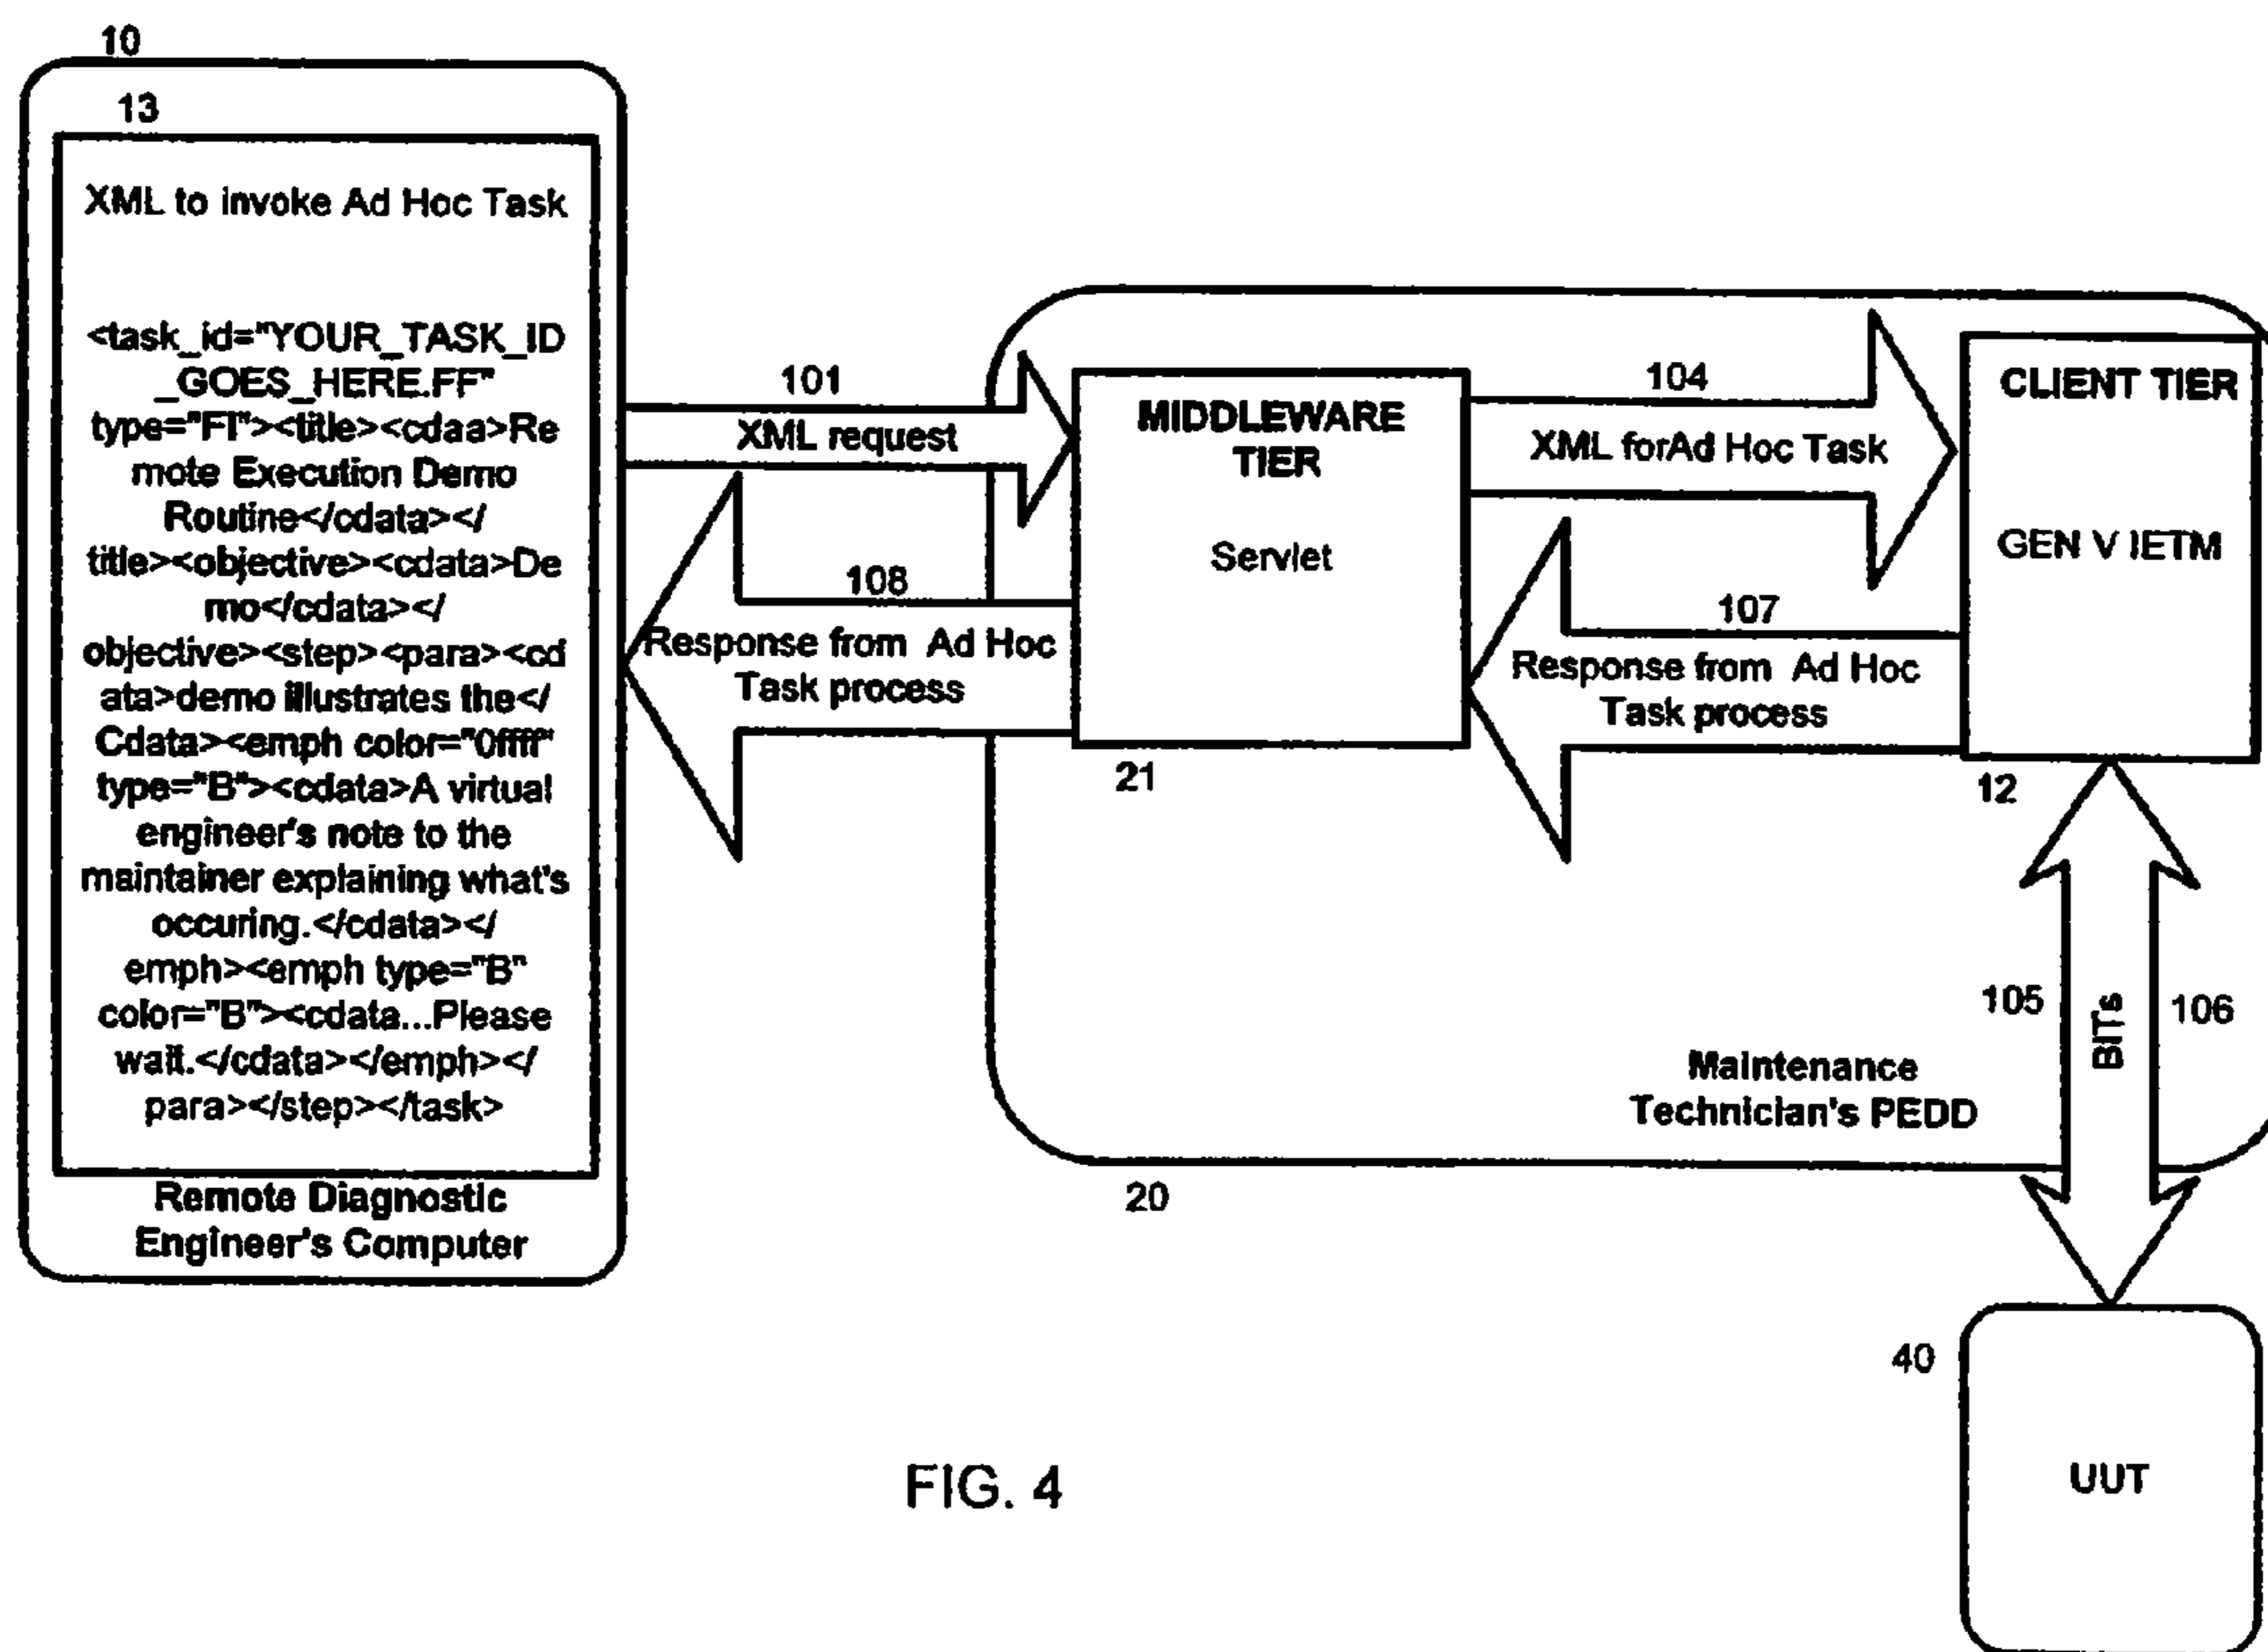 10
13
XML to invoke Ad Hoc Task
<task_id="YOUR_TASK_ID
_GOES_HERE.FF"
type="FI"><title><cdaa>Re
mote Execution Demo
Routine</cdata></
title><objective><cdata>De
mo</cdata></
objective><step><para><cd
ata>demo illustrates the</
Cdata><emph color="0ffff"
type="B"><cdata>A virtual
engineer's note to the
maintainer explaining what's
occuring.</cdata></
emph><emph type="B"
color="B"><cdata...Please
wait.</cdata></emph></
para></step></task>
Remote Diagnostic
Engineer's Computer
101
XML request
108
Response from Ad Hoc
Task process
MIDDLEWARE
TIER
Servlet
21
104
XML forAd Hoc Task
107
Response from Ad Hoc
Task process
CLIENT TIER
GEN V IETM
12
105
BITs
106
Maintenance
Technician's PEDD
20
40
UUT
FIG. 4